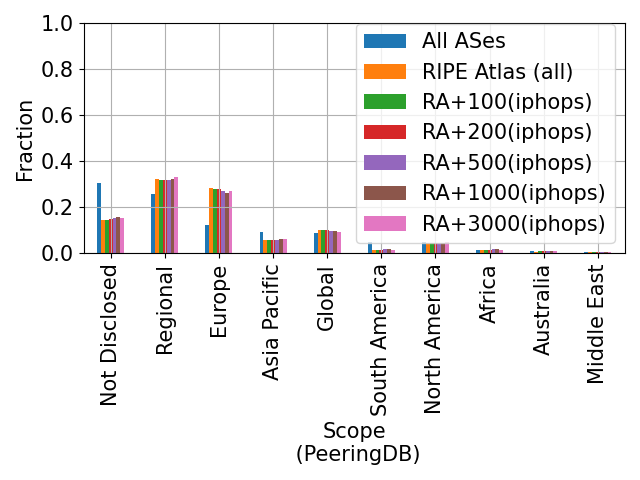 1.0
0.8
0.6
0.4
0.2
0.0
Fraction
All ASes
RIPE Atlas (all)
RA+100(iphops)
RA+200(iphops)
RA+500(iphops)
RA+1000(iphops)
RA+3000(iphops)
Not Disclosed
Regional
Europe
Asia Pacific
Global
South America
North America
Africa
Australia
Middle East
Scope
(PeeringDB)